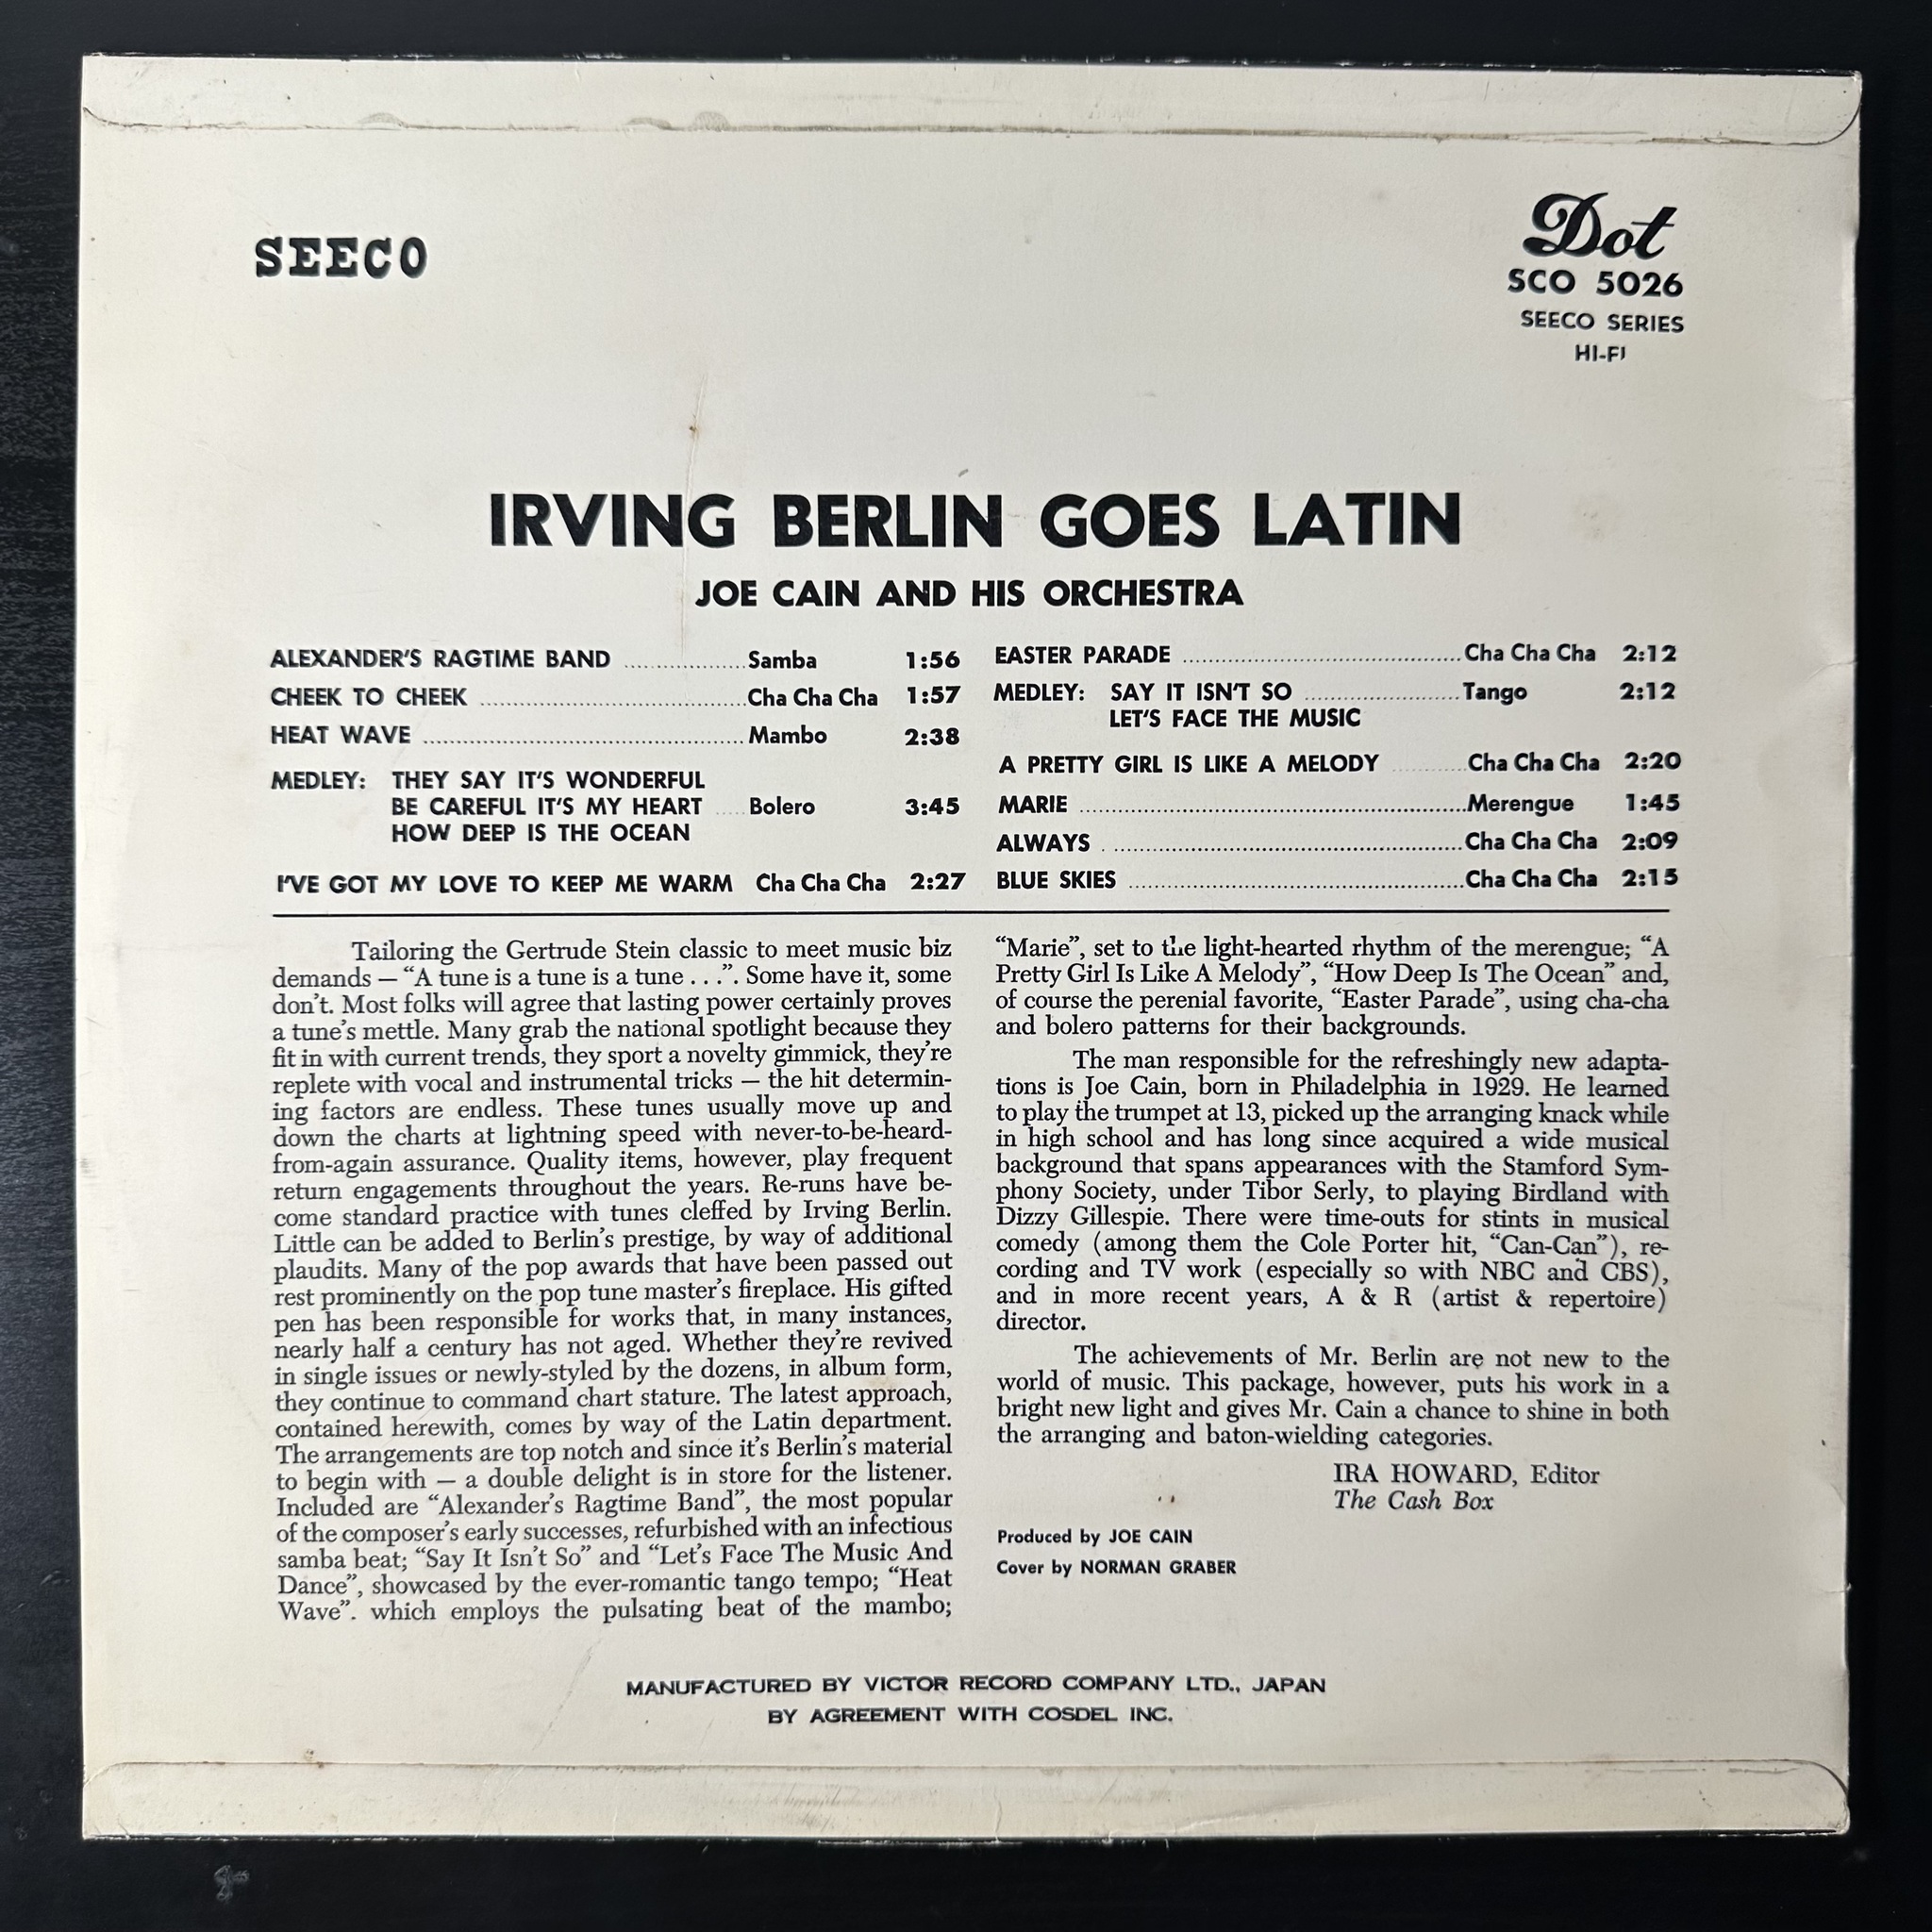 SEECO
Dot
SCO 5026
SEECO SERIES
HI-FI
IRVING BERLIN GOES LATIN
JOE CAIN AND HIS ORCHESTRA
ALEXANDER'S RAGTIME BAND ................. Samba 1:56
CHEEK TO CHEEK ..................................... Cha Cha Cha 1:57
HEAT WAVE ............................................. Mambo 2:38
MEDLEY: THEY SAY IT'S WONDERFUL
BE CAREFUL IT'S MY HEART ..... Bolero 3:45
HOW DEEP IS THE OCEAN
I'VE GOT MY LOVE TO KEEP ME WARM Cha Cha Cha 2:27
EASTER PARADE ....................................... Cha Cha Cha 2:12
MEDLEY: SAY IT ISN'T SO ...................... Tango 2:12
LET'S FACE THE MUSIC
A PRETTY GIRL IS LIKE A MELODY ........... Cha Cha Cha 2:20
MARIE ...................................................... Merengue 1:45
ALWAYS . ................................................. Cha Cha Cha 2:09
BLUE SKIES ............................................... Cha Cha Cha 2:15
Tailoring the Gertrude Stein classic to meet music biz
demands — “A tune is a tune is a tune . . .”. Some have it, some
don't. Most folks will agree that lasting power certainly proves
a tune's mettle. Many grab the national spotlight because they
fit in with current trends, they sport a novelty gimmick, they're
replete with vocal and instrumental tricks — the hit determin-
ing factors are endless. These tunes usually move up and
down the charts at lightning speed with never-to-be-heard-
from-again assurance. Quality items, however, play frequent
return engagements throughout the years. Re-runs have be-
come standard practice with tunes cleffed by Irving Berlin.
Little can be added to Berlin's prestige, by way of additional
plaudits. Many of the pop awards that have been passed out
rest prominently on the pop tune master's fireplace. His gifted
pen has been responsible for works that, in many instances,
nearly half a century has not aged. Whether they're revived
in single issues or newly-styled by the dozens, in album form,
they continue to command chart stature. The latest approach,
contained herewith, comes by way of the Latin department.
The arrangements are top notch and since it's Berlin's material
to begin with — a double delight is in store for the listener.
Included are “Alexander's Ragtime Band”, the most popular
of the composer's early successes, refurbished with an infectious
samba beat; “Say It Isn't So” and “Let's Face The Music And
Dance”, showcased by the ever-romantic tango tempo; “Heat
Wave”. which employs the pulsating beat of the mambo;
“Marie”, set to the light-hearted rhythm of the merengue; “A
Pretty Girl Is Like A Melody”, “How Deep Is The Ocean” and,
of course the perenial favorite, “Easter Parade”, using cha-cha
and bolero patterns for their backgrounds.
The man responsible for the refreshingly new adapta-
tions is Joe Cain, born in Philadelphia in 1929. He learned
to play the trumpet at 13, picked up the arranging knack while
in high school and has long since acquired a wide musical
background that spans appearances with the Stamford Sym-
phony Society, under Tibor Serly, to playing Birdland with
Dizzy Gillespie. There were time-outs for stints in musical
comedy (among them the Cole Porter hit, “Can-Can”), re-
cording and TV work (especially so with NBC and CBS),
and in more recent years, A & R (artist & repertoire)
director.
The achievements of Mr. Berlin are not new to the
world of music. This package, however, puts his work in a
bright new light and gives Mr. Cain a chance to shine in both
the arranging and baton-wielding categories.
IRA HOWARD, Editor
The Cash Box
Produced by JOE CAIN
Cover by NORMAN GRABER
MANUFACTURED BY VICTOR RECORD COMPANY LTD., JAPAN
BY AGREEMENT WITH COSDEL INC.